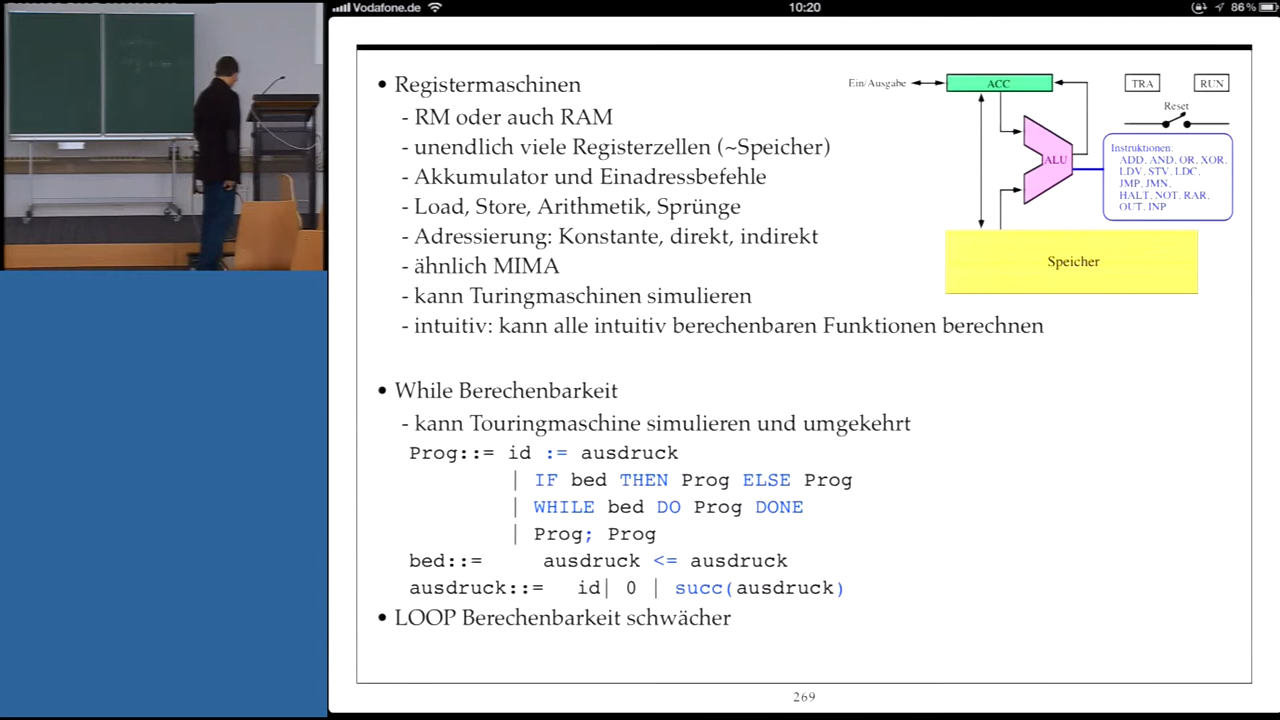 Vodafone.de 10:20 86%
• Registermaschinen
- RM oder auch RAM
- unendlich viele Registerzellen (~Speicher)
- Akkumulator und Einadressbefehle
- Load, Store, Arithmetik, Sprünge
- Adressierung: Konstante, direkt, indirekt
- ähnlich MIMA
- kann Turingmaschinen simulieren
- intuitiv: kann alle intuitiv berechenbaren Funktionen berechnen
Ein/Ausgabe
ACC
TRA
RUN
Reset
ALU
Instruktionen:
ADD, AND, OR, XOR,
LDV, STV, LDC,
JMP, JMN,
HALT, NOT, RAR,
OUT, INP
Speicher
• While Berechenbarkeit
- kann Touringmaschine simulieren und umgekehrt
Prog::= id := ausdruck
| IF bed THEN Prog ELSE Prog
| WHILE bed DO Prog DONE
| Prog; Prog
bed::= ausdruck <= ausdruck
ausdruck::= id| 0 | succ(ausdruck)
• LOOP Berechenbarkeit schwächer
269